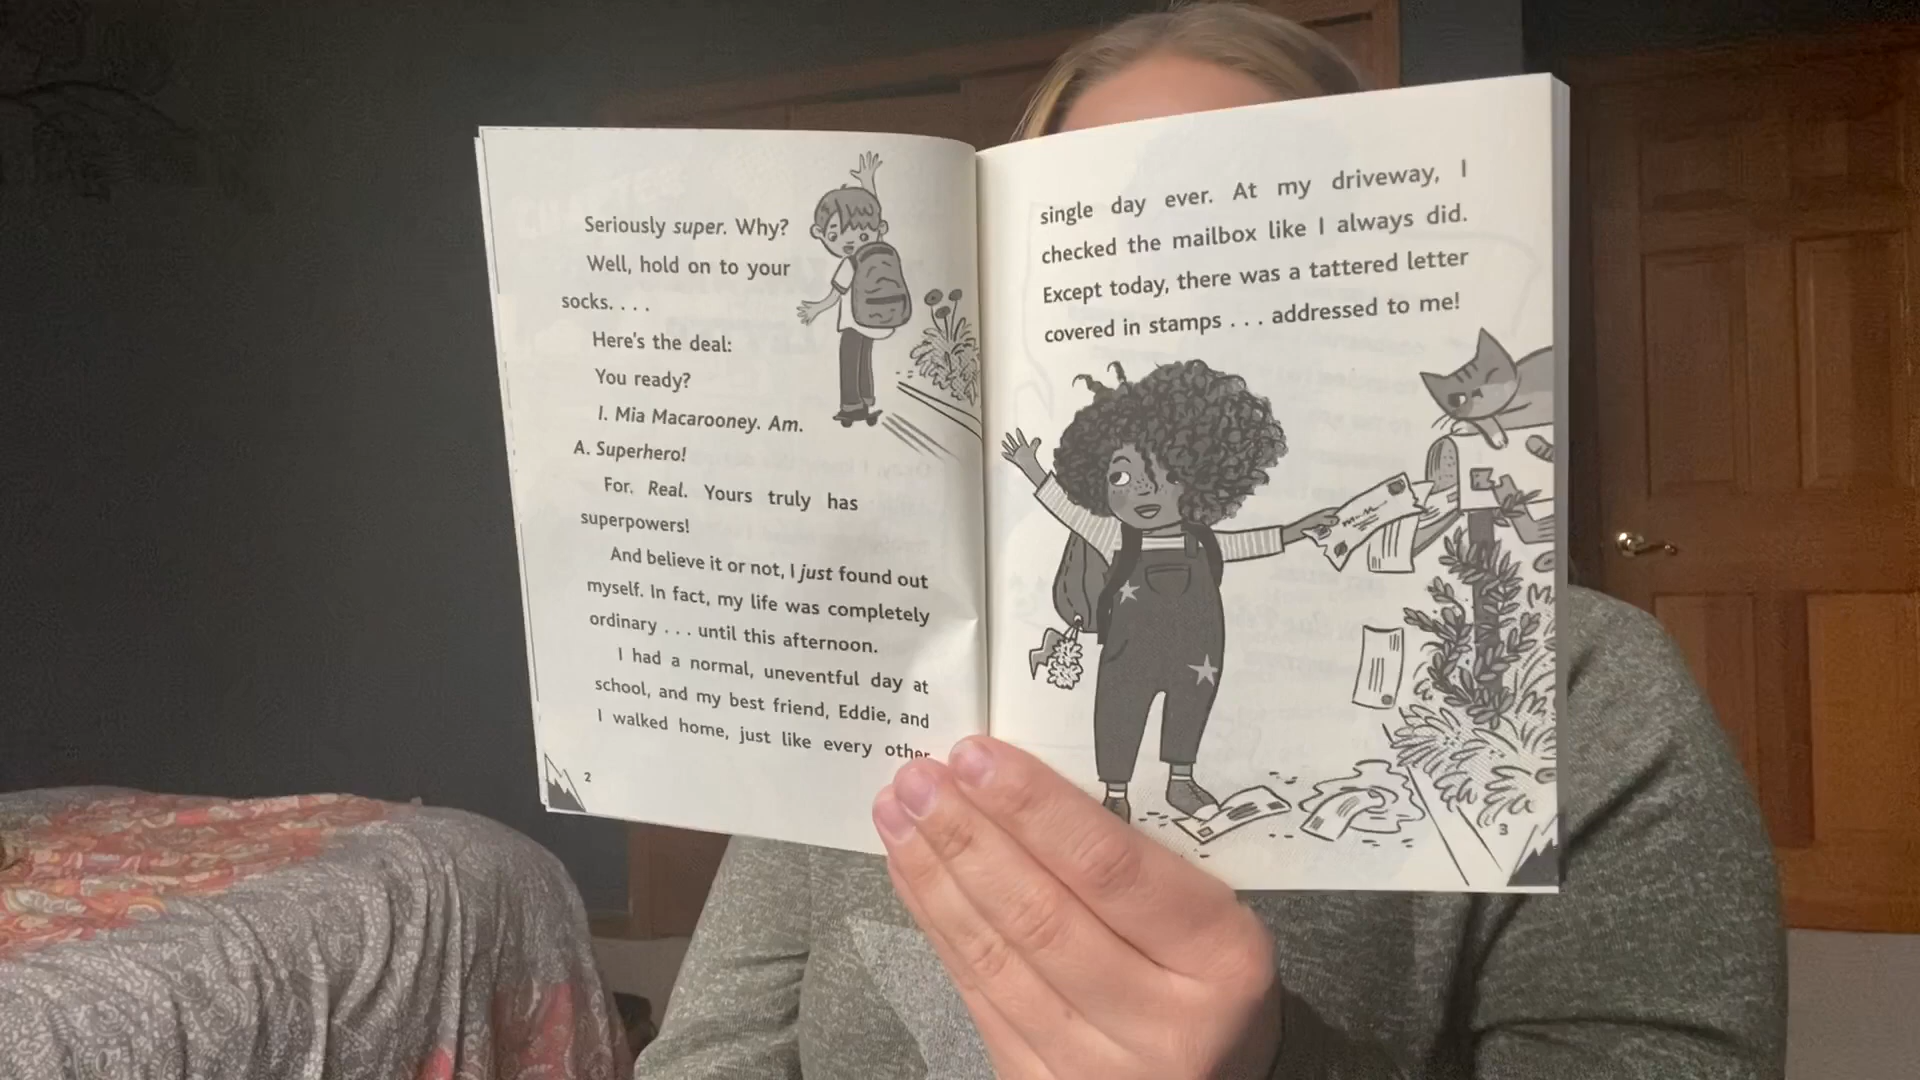 Seriously super. Why?
Well, hold on to your
socks. . . .
Here's the deal:
You ready?
I. Mia Macarooney. Am.
A. Superhero!
For. Real. Yours truly has
superpowers!
And believe it or not, I just found out
myself. In fact, my life was completely
ordinary . . . until this afternoon.
I had a normal, uneventful day at
school, and my best friend, Eddie, and
I walked home, just like every other
2
single day ever. At my driveway, I
checked the mailbox like I always did.
Except today, there was a tattered letter
covered in stamps . . . addressed to me!
3